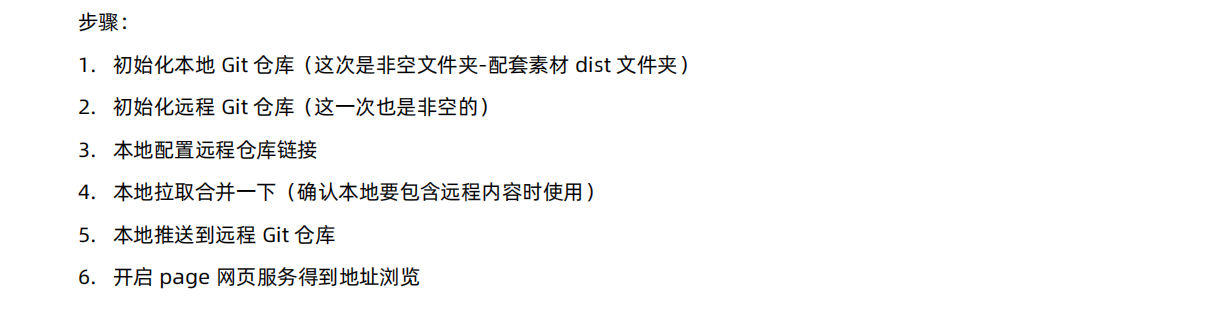 步骤：
1. 初始化本地 Git 仓库（这次是非空文件夹-配套素材 dist 文件夹）
2. 初始化远程 Git 仓库（这一次也是非空的）
3. 本地配置远程仓库链接
4. 本地拉取合并一下（确认本地要包含远程内容时使用）
5. 本地推送到远程 Git 仓库
6. 开启 page 网页服务得到地址浏览